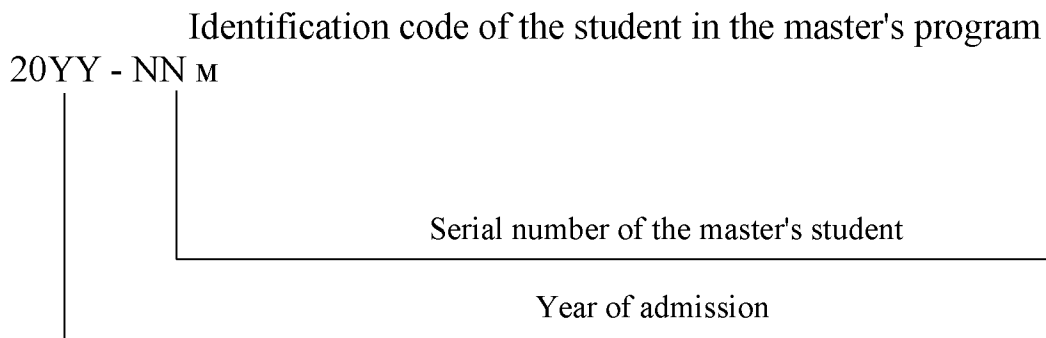 Identification code of the student in the master's program
20YY - NN м
Serial number of the master's student
Year of admission